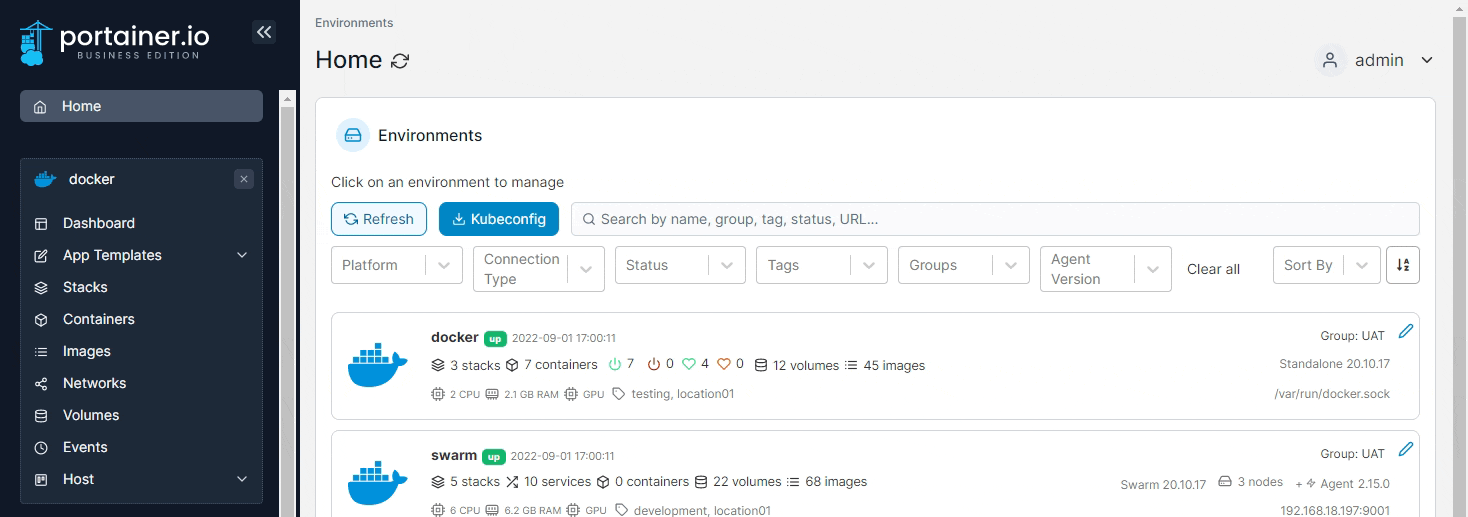 portainer.io
BUSINESS EDITION
Home
docker
Dashboard
App Templates
Stacks
Containers
Images
Networks
Volumes
Events
Host
Environments
Home
admin
Environments
Click on an environment to manage
Refresh Kubeconfig Search by name, group, tag, status, URL...
Platform Connection Type Status Tags Groups Agent Version Clear all Sort By
docker up 2022-09-01 17:00:11 Group: UAT
3 stacks 7 containers 7 0 4 0 12 volumes 45 images Standalone 20.10.17
2 CPU 2.1 GB RAM GPU testing, location01 /var/run/docker.sock
swarm up 2022-09-01 17:00:11 Group: UAT
5 stacks 10 services 0 containers 22 volumes 68 images Swarm 20.10.17 3 nodes + Agent 2.15.0
6 CPU 6.2 GB RAM GPU development, location01 192.168.18.197:9001